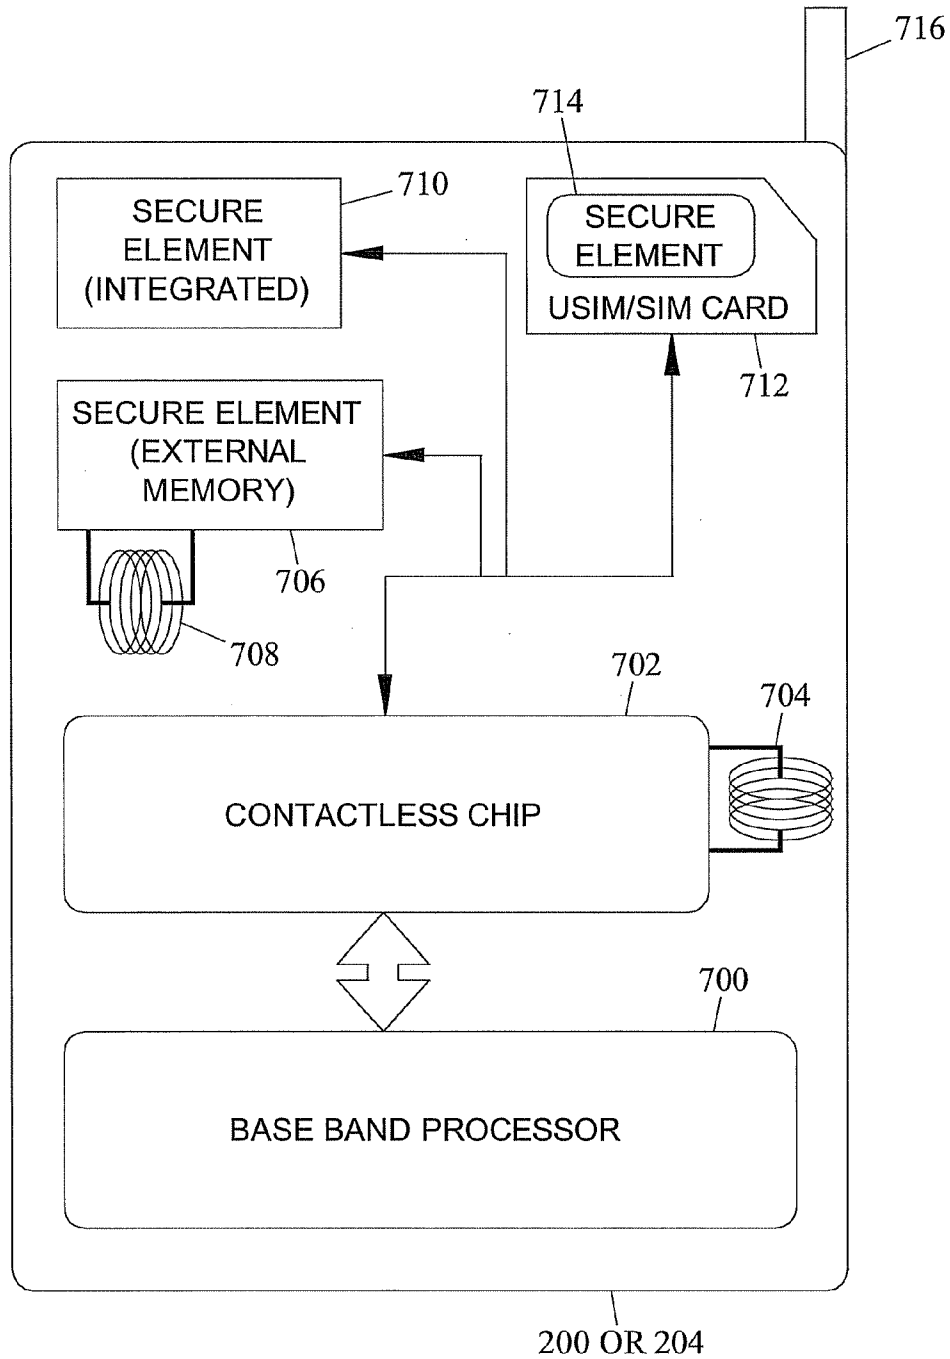 716
714
710
SECURE
ELEMENT
(INTEGRATED)
SECURE
ELEMENT
USIM/SIM CARD
712
SECURE ELEMENT
(EXTERNAL
MEMORY)
706
708
702
704
CONTACTLESS CHIP
700
BASE BAND PROCESSOR
200 OR 204